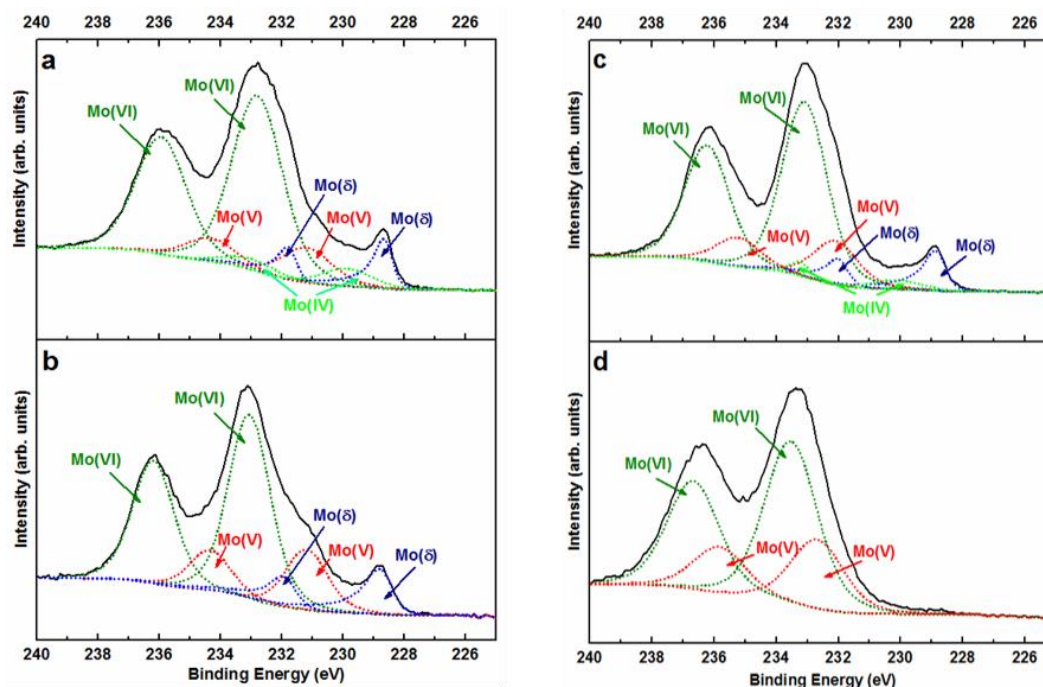 240 238 236 234 232 230 228 226
a
Mo(VI)
Mo(VI)
Mo(δ)
Mo(V)
Mo(V)
Mo(δ)
Mo(IV)
Intensity (arb. units)
b
Mo(VI)
Mo(VI)
Mo(δ)
Mo(V)
Mo(V)
Mo(δ)
Intensity (arb. units)
240 238 236 234 232 230 228 226
Binding Energy (eV)
240 238 236 234 232 230 228 226
c
Mo(VI)
Mo(VI)
Mo(V)
Mo(δ)
Mo(V)
Mo(δ)
Mo(IV)
Intensity (arb. units)
d
Mo(VI)
Mo(VI)
Mo(V)
Mo(V)
Intensity (arb. units)
240 238 236 234 232 230 228 226
Binding Energy (eV)